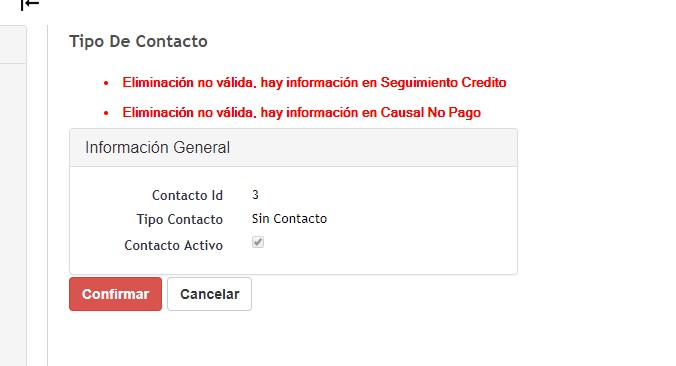 Tipo De Contacto
Eliminación no válida, hay información en Seguimiento Credito
Eliminación no válida, hay información en Causal No Pago
Información General
Contacto Id 3
Tipo Contacto Sin Contacto
Contacto Activo
Confirmar Cancelar